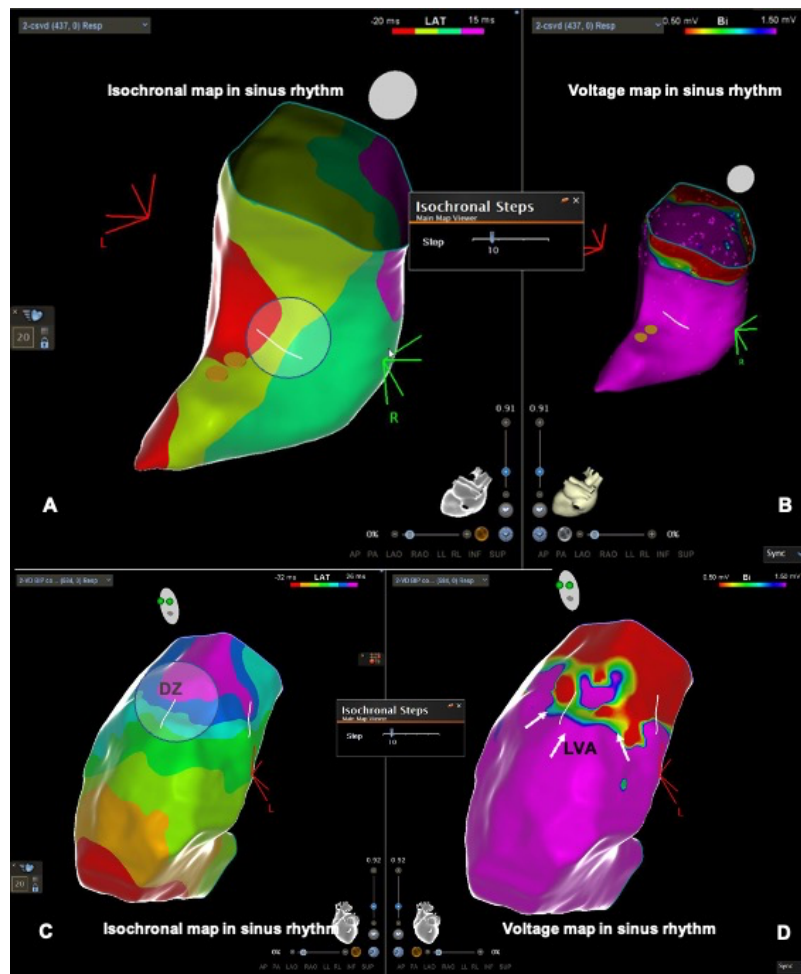 2-csvd (437, 0) Resp
-20 ms LAT 15 ms
Isochronal map in sinus rhythm
L
Isochronal Steps
Main Map Viewer
Step
10
20
R
0.91
A
0%
AP PA LAO RAO LL RL INF SUP
2-csvd (437, 0) Resp
0.50 mV Bi 1.50 mV
Voltage map in sinus rhythm
0.91
B
0%
AP PA LAO RAO LL RL INF SUP
Sync
LAT 26 ms
DZ
Isochronal Steps
Main Map Viewer
Step
10
L
20
0.92
C
Isochronal map in sinus rhythm
0%
AP PA LAO RAO LL RL INF SUP
0.50 mV Bi 1.50 mV
LVA
L
0.92
Voltage map in sinus rhythm
D
0%
AP PA LAO RAO LL RL INF SUP
Sync